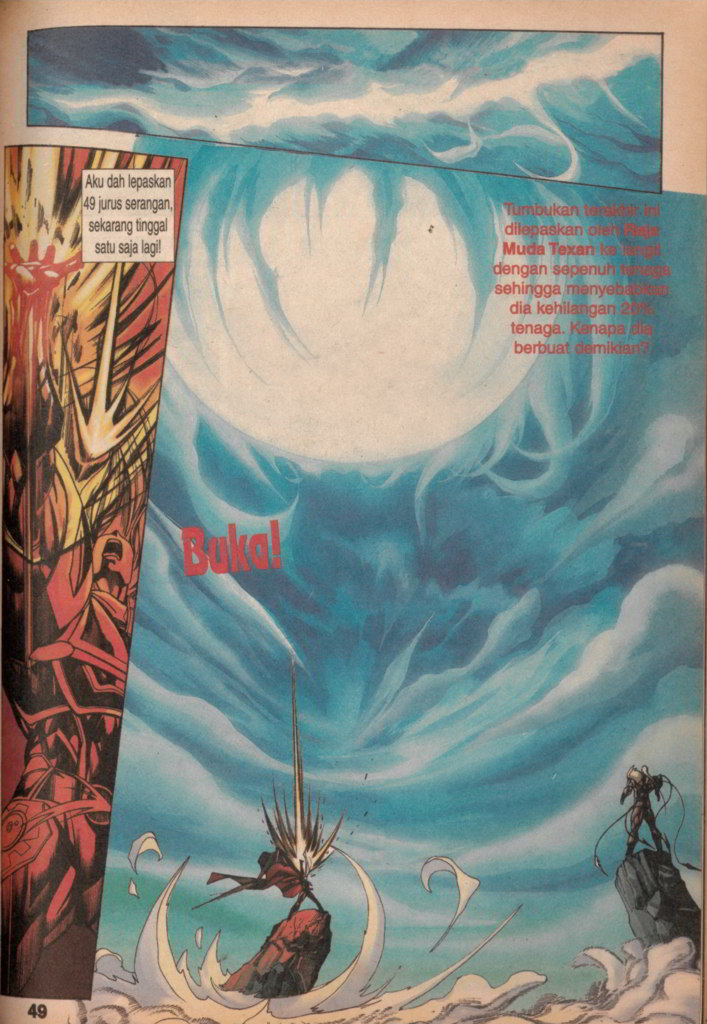 Aku dah lepaskan
49 jurus serangan,
sekarang tinggal
satu saja lagi!
Tumbukan terakhir ini
dilepaskan oleh Raja
Muda Texan ke langit
dengan sepenuh tenaga
sehingga menyebabkan
dia kehilangan 20%
tenaga. Kenapa dia
berbuat demikian?
Buka!
49